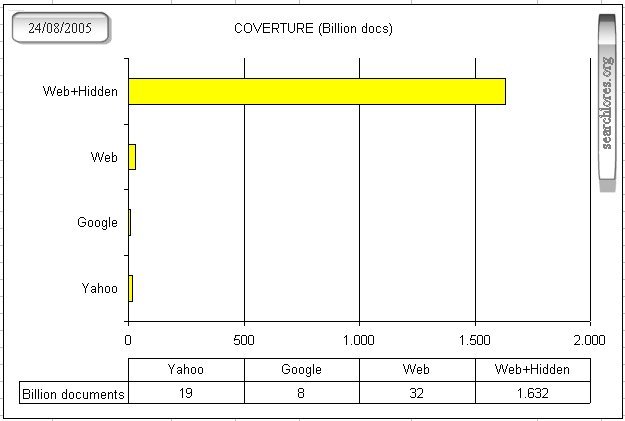 24/08/2005
COVERTURE (Billion docs)
searchlores.org
Web+Hidden
Web
Google
Yahoo
0 500 1.000 1.500 2.000
Yahoo Google Web Web+Hidden
Billion documents 19 8 32 1.632